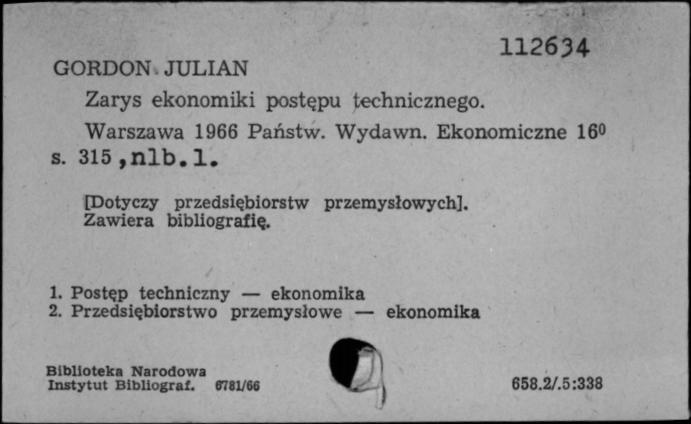 112634
GORDON JULIAN
Zarys ekonomiki postępu technicznego.
Warszawa 1966 Państw. Wydawn. Ekonomiczne 16⁰
s. 315 ,nlb.1.
[Dotyczy przedsiębiorstw przemysłowych].
Zawiera bibliografię.
1. Postęp techniczny — ekonomika
2. Przedsiębiorstwo przemysłowe — ekonomika
Biblioteka Narodowa
Instytut Bibliograf. 6781/66
658.2/.5:338